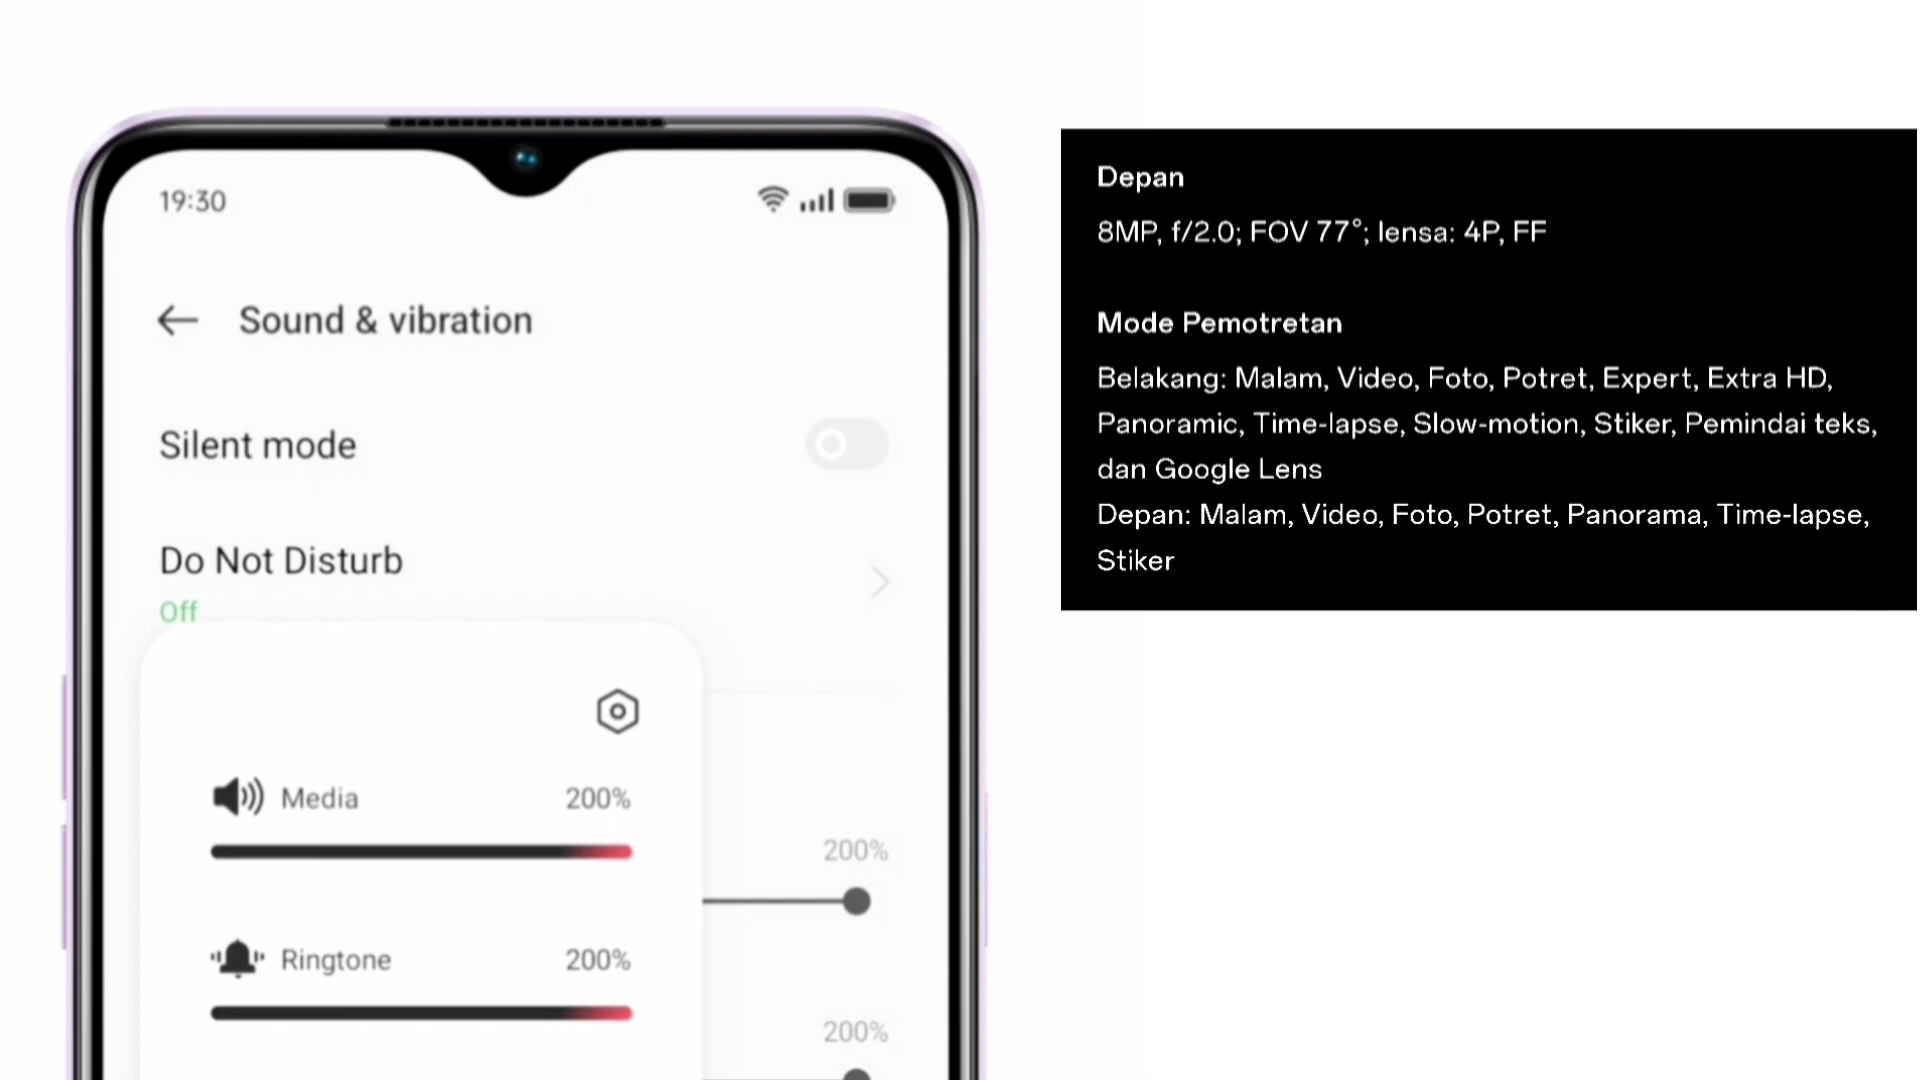 19:30
Sound & vibration
Silent mode
Do Not Disturb
Off
Media 200%
200%
Ringtone 200%
200%
Depan
8MP, f/2.0; FOV 77°; lensa: 4P, FF
Mode Pemotretan
Belakang: Malam, Video, Foto, Potret, Expert, Extra HD,
Panoramic, Time-lapse, Slow-motion, Stiker, Pemindai teks,
dan Google Lens
Depan: Malam, Video, Foto, Potret, Panorama, Time-lapse,
Stiker